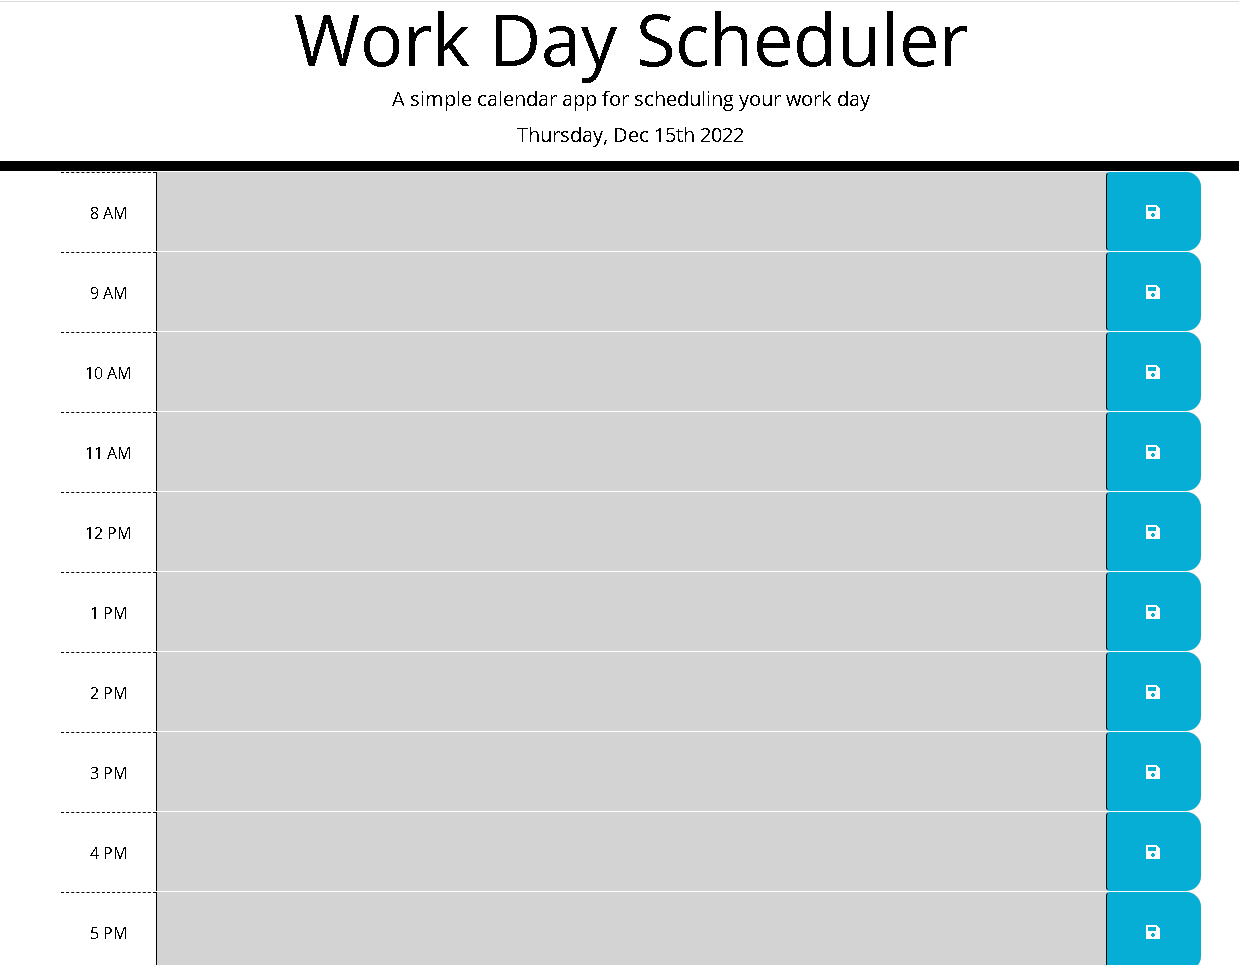 Work Day Scheduler
A simple calendar app for scheduling your work day
Thursday, Dec 15th 2022
8 AM
9 AM
10 AM
11 AM
12 PM
1 PM
2 PM
3 PM
4 PM
5 PM